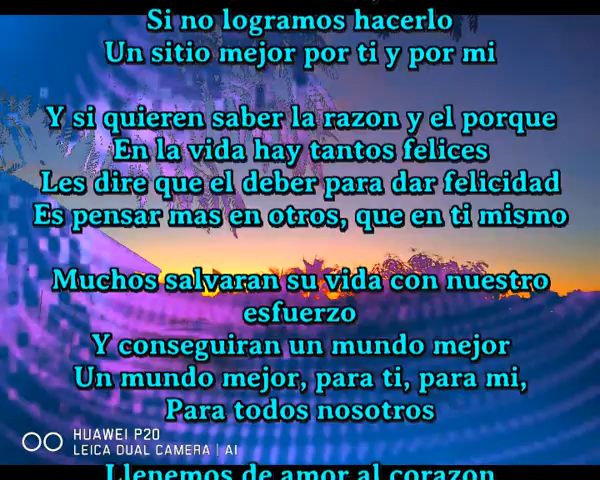 Si no logramos hacerlo
Un sitio mejor por ti y por mi
Y si quieren saber la razon y el porque
En la vida hay tantos felices
Les dire que el deber para dar felicidad
Es pensar mas en otros, que en ti mismo
Muchos salvaran su vida con nuestro
esfuerzo
Y conseguiran un mundo mejor
Un mundo mejor, para ti, para mi,
Para todos nosotros
HUAWEI P20
LEICA DUAL CAMERA | AI
Llenemos de amor al corazon